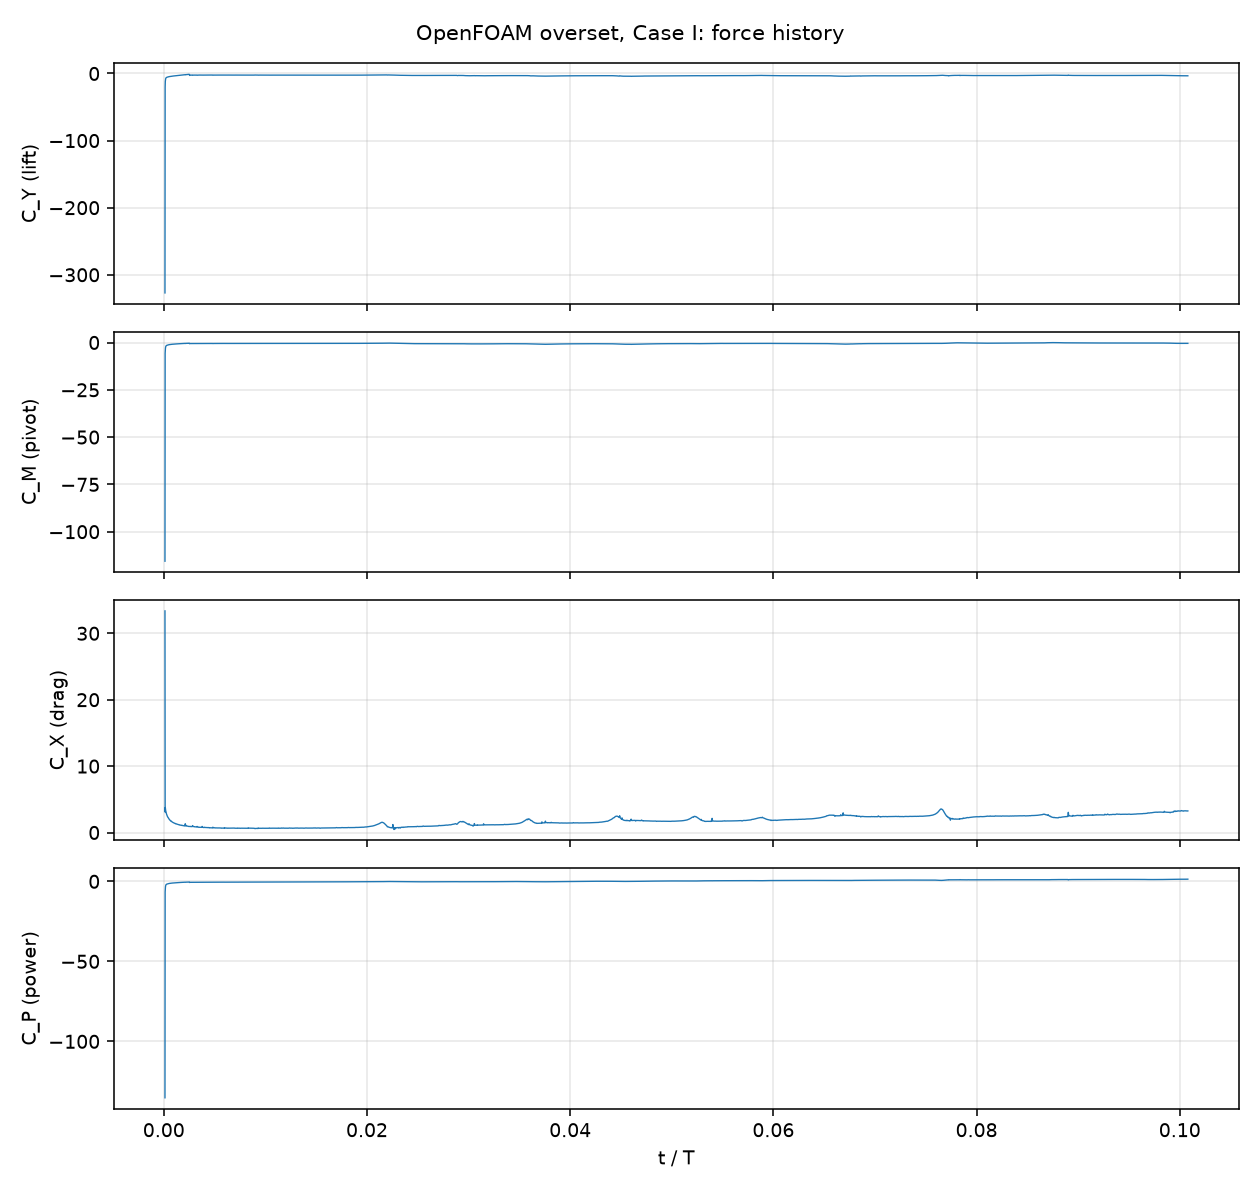 OpenFOAM overset, Case I: force history
C_Y (lift)
0
−100
−200
−300
C_M (pivot)
0
−25
−50
−75
−100
C_X (drag)
30
20
10
0
C_P (power)
0
−50
−100
0.00 0.02 0.04 0.06 0.08 0.10
t / T